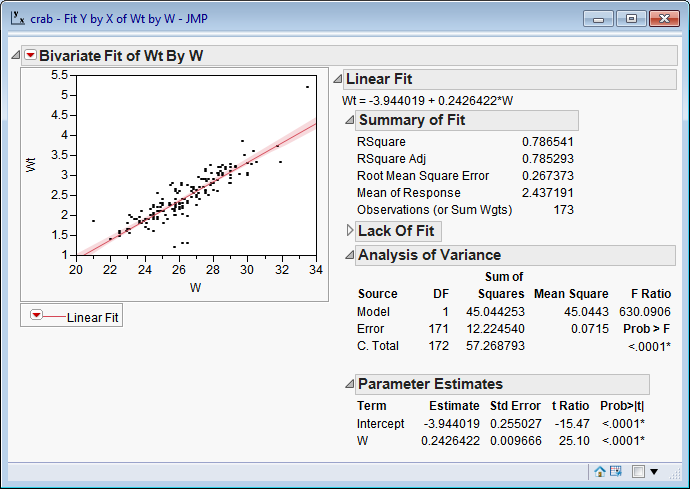 crab - Fit Y by X of Wt by W - JMP
Bivariate Fit of Wt By W
5.5
5
4.5
4
3.5
3
2.5
2
1.5
1
Wt
20 22 24 26 28 30 32 34
W
Linear Fit
Linear Fit
Wt = -3.944019 + 0.2426422*W
Summary of Fit
RSquare 0.786541
RSquare Adj 0.785293
Root Mean Square Error 0.267373
Mean of Response 2.437191
Observations (or Sum Wgts) 173
Lack Of Fit
Analysis of Variance
Sum of
Source DF Squares Mean Square F Ratio
Model 1 45.044253 45.0443 630.0906
Error 171 12.224540 0.0715 Prob > F
C. Total 172 57.268793 <.0001*
Parameter Estimates
Term Estimate Std Error t Ratio Prob>|t|
Intercept -3.944019 0.255027 -15.47 <.0001*
W 0.2426422 0.009666 25.10 <.0001*